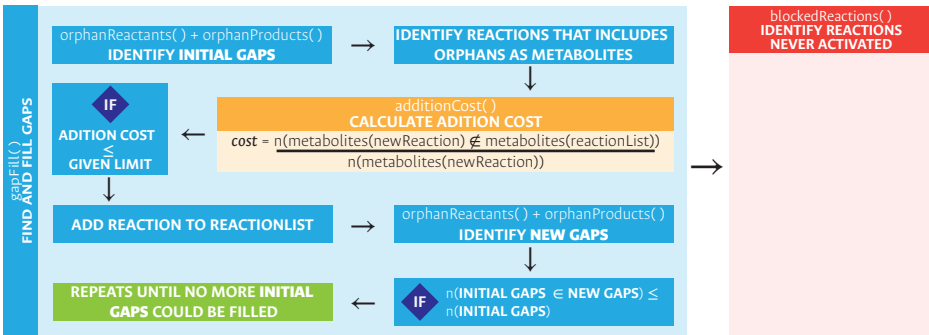 gapFill()
FIND AND FILL GAPS
orphanReactants() + orphanProducts()
IDENTIFY INITIAL GAPS
IDENTIFY REACTIONS THAT INCLUDES
ORPHANS AS METABOLITES
additionCost()
CALCULATE ADITION COST
cost = n(metabolites(newReaction) ∉ metabolites(reactionList))
n(metabolites(newReaction))
IF
ADITION COST
≤
GIVEN LIMIT
ADD REACTION TO REACTIONLIST
orphanReactants() + orphanProducts()
IDENTIFY NEW GAPS
IF
n(INITIAL GAPS ∈ NEW GAPS) ≤
n(INITIAL GAPS)
REPEATS UNTIL NO MORE INITIAL
GAPS COULD BE FILLED
blockedReactions()
IDENTIFY REACTIONS
NEVER ACTIVATED